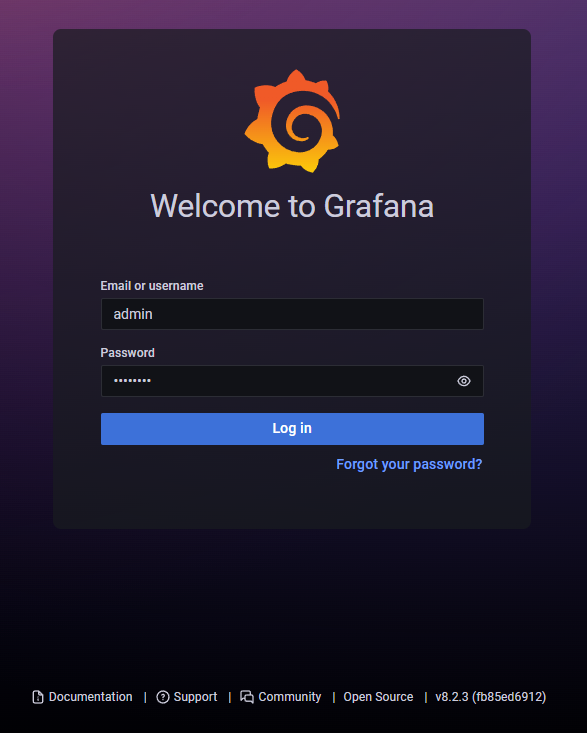 Welcome to Grafana
Email or username
admin
Password
••••••••
Log in
Forgot your password?
Documentation | Support | Community | Open Source | v8.2.3 (fb85ed6912)